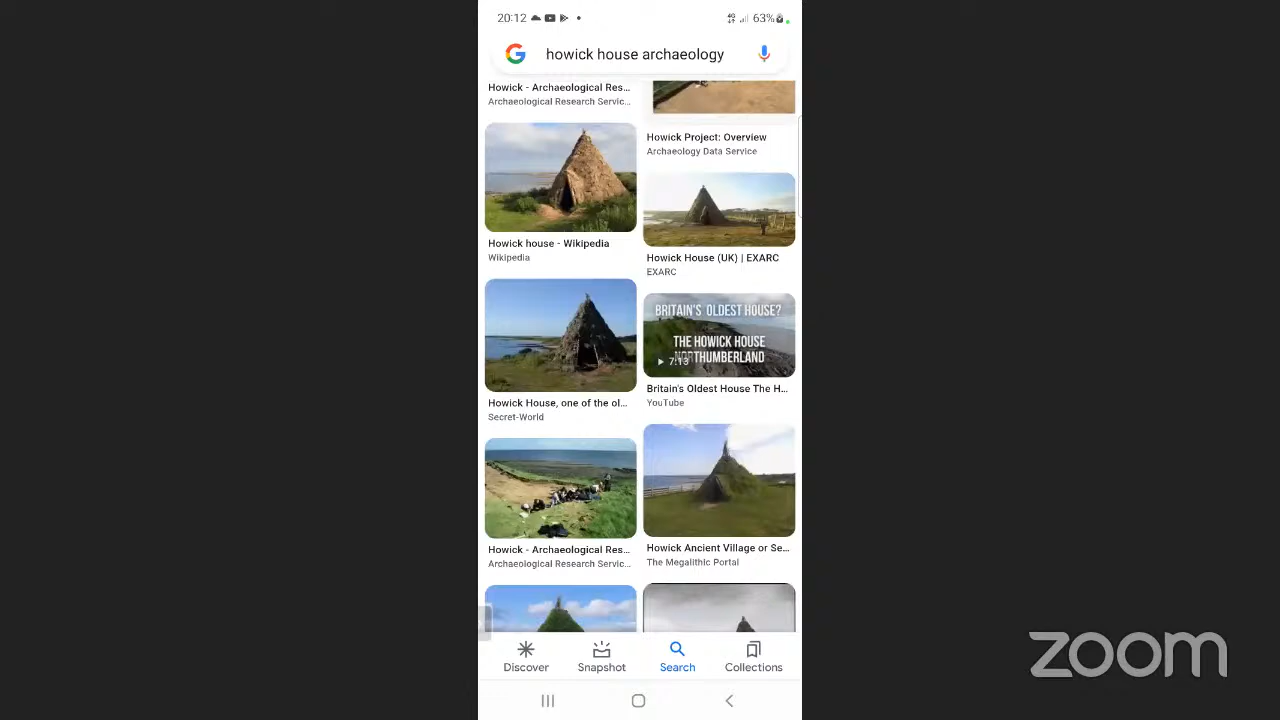 20:12
4G
63%
howick house archaeology
Howick - Archaeological Res...
Archaeological Research Servic...
Howick Project: Overview
Archaeology Data Service
Howick house - Wikipedia
Wikipedia
Howick House (UK) | EXARC
EXARC
BRITAIN'S OLDEST HOUSE?
THE HOWICK HOUSE
NORTHUMBERLAND
7:13
Britain's Oldest House The H...
YouTube
Howick House, one of the ol...
Secret-World
Howick - Archaeological Res...
Archaeological Research Servic...
Howick Ancient Village or Se...
The Megalithic Portal
Discover
Snapshot
Search
Collections
zoom